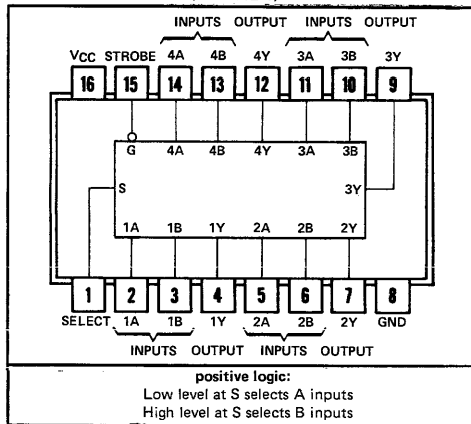 INPUTS OUTPUT INPUTS OUTPUT
VCC STROBE 4A 4B 4Y 3A 3B 3Y
16 15 14 13 12 11 10 9
G 4A 4B 4Y 3A 3B
S 3Y
1A 1B 1Y 2A 2B 2Y
1 2 3 4 5 6 7 8
SELECT 1A 1B 1Y 2A 2B 2Y GND
INPUTS OUTPUT INPUTS OUTPUT
positive logic:
Low level at S selects A inputs
High level at S selects B inputs